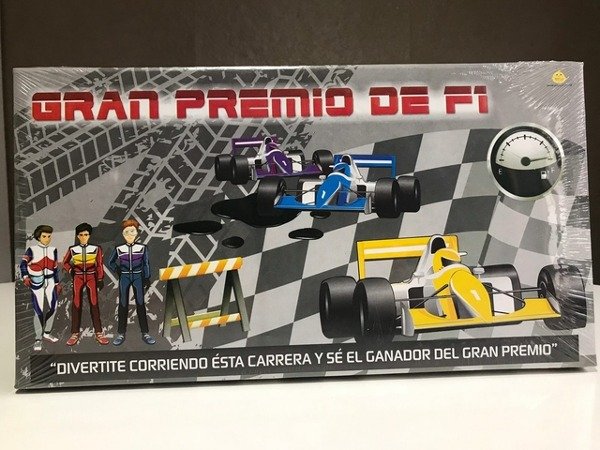 GRAN PREMIO DE F1
"DIVERTITE CORRIENDO ÉSTA CARRERA Y SÉ EL GANADOR DEL GRAN PREMIO"